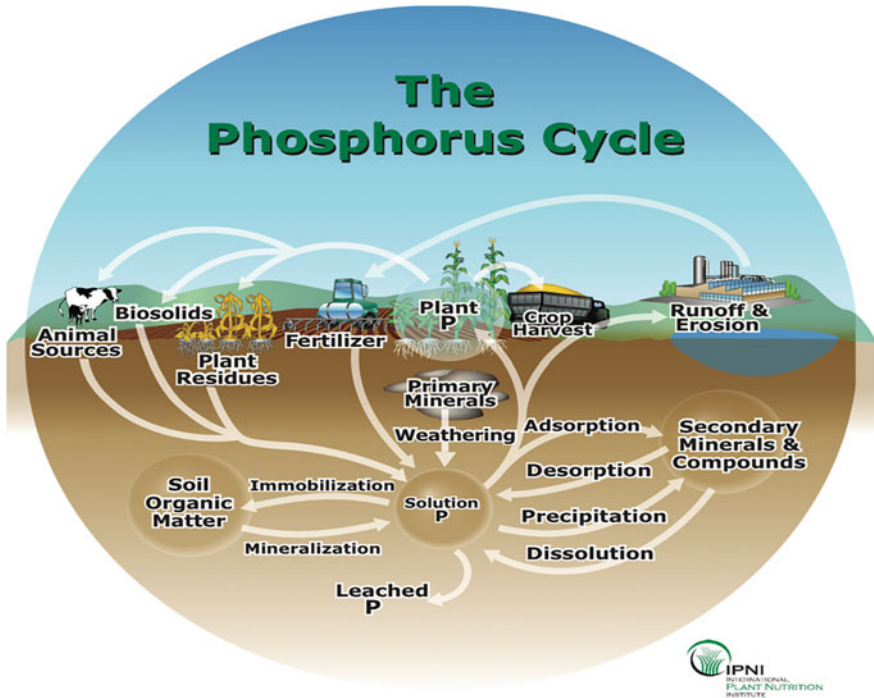 The
Phosphorus Cycle
Animal
Sources
Biosolids
Plant
Residues
Fertilizer
Plant
P
Crop
Harvest
Runoff &
Erosion
Primary
Minerals
Weathering
Adsorption
Secondary
Minerals &
Compounds
Desorption
Soil
Organic
Matter
Immobilization
Solution
P
Precipitation
Mineralization
Dissolution
Leached
P
IPNI
INTERNATIONAL
PLANT NUTRITION
INSTITUTE